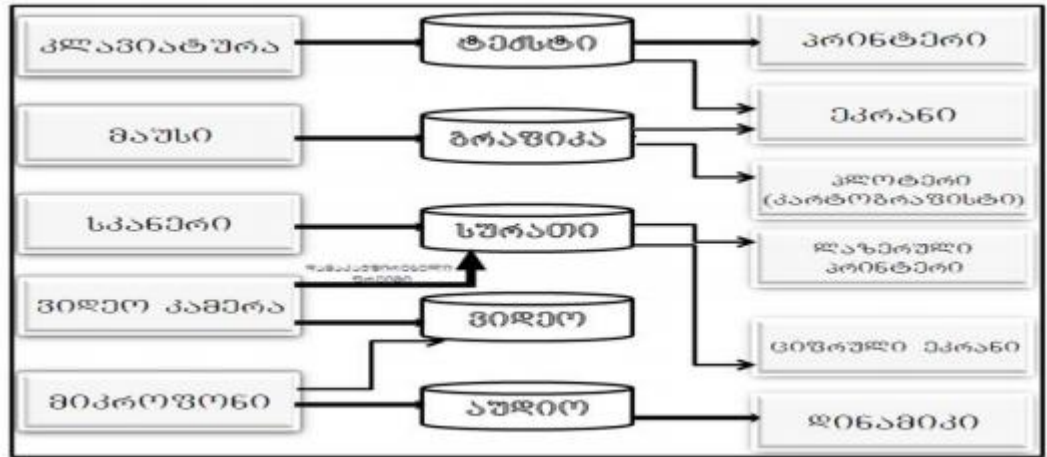 კლავიატურა
ტექსტი
პრინტერი
ეკრანი
მაუსი
გრაფიკა
პლოტერი
(კარტოგრაფისტი)
სკანერი
სურათი
ლაზერული
პრინტერი
ფრეიმი
ვიდეო კამერა
ვიდეო
ციფრული ეკრანი
მიკროფონი
აუდიო
დინამიკი